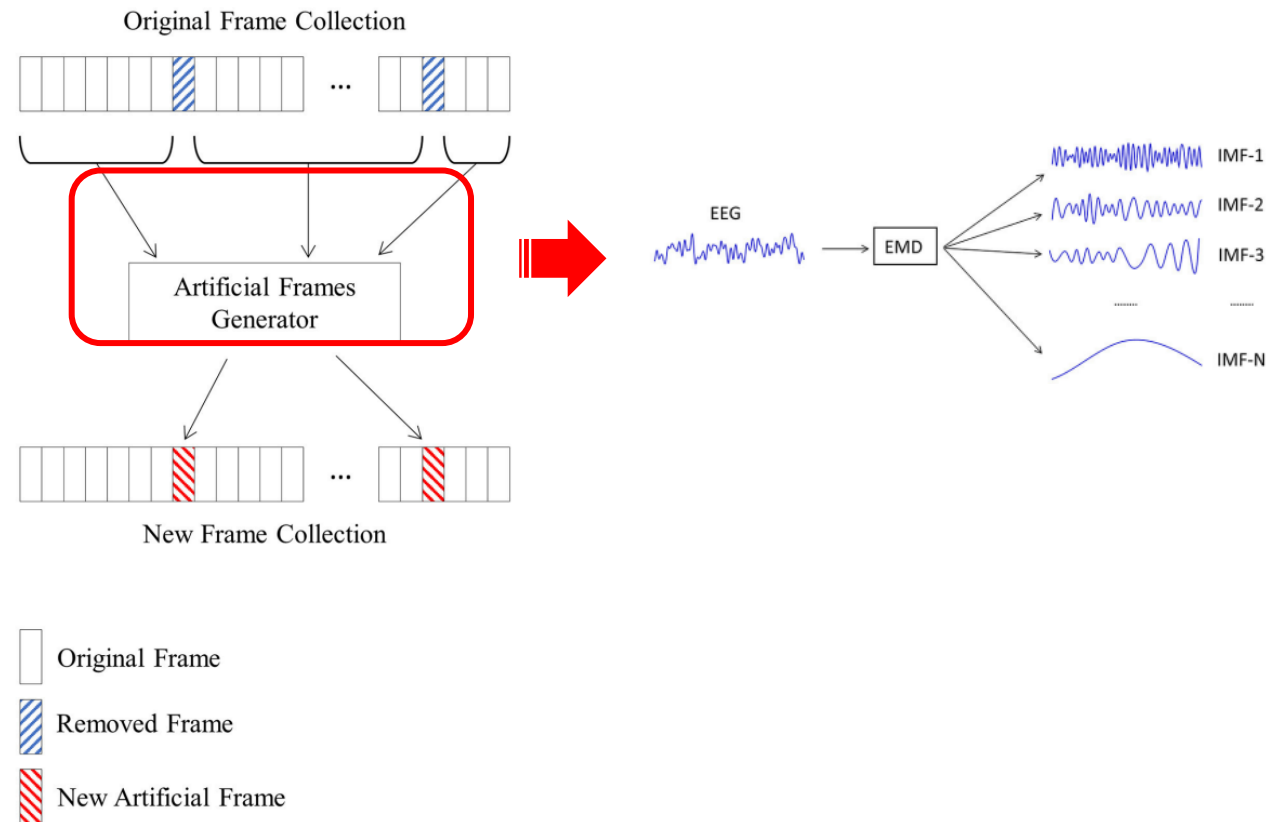 Original Frame Collection
...
Artificial Frames
Generator
...
New Frame Collection
Original Frame
Removed Frame
New Artificial Frame
EEG
EMD
IMF-1
IMF-2
IMF-3
......... .........
IMF-N